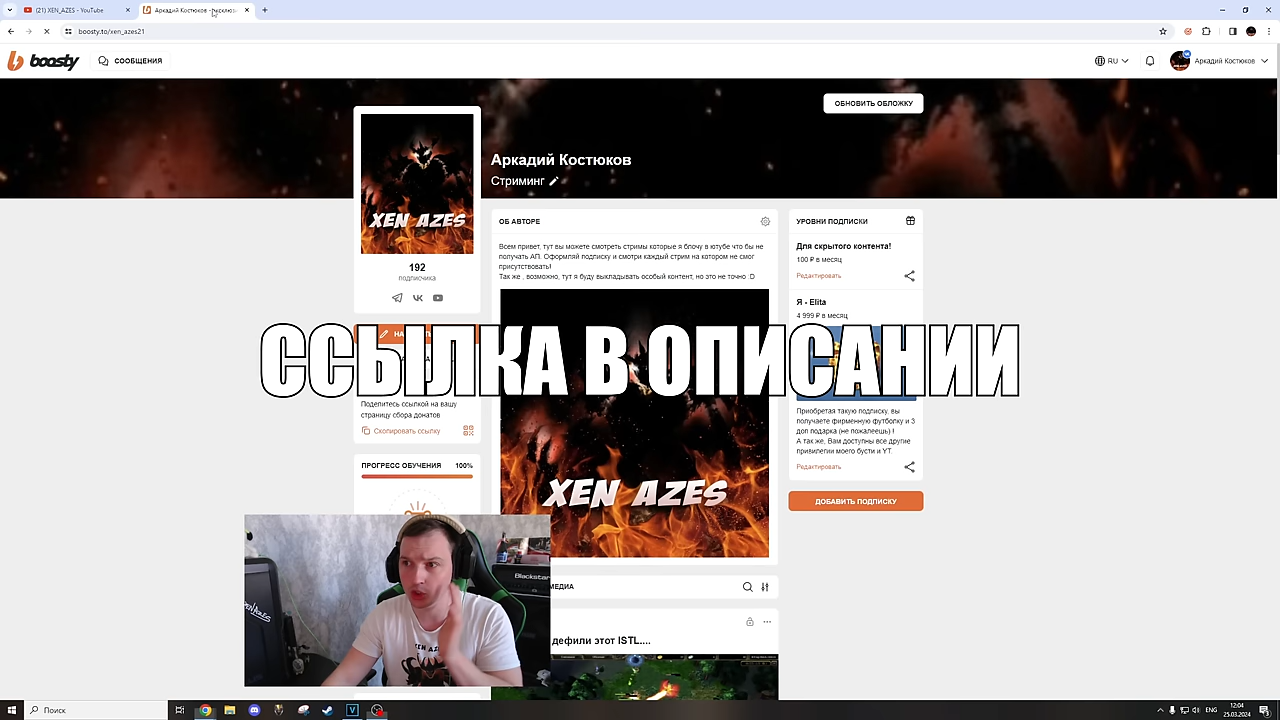 (21) XEN_AZES - YouTube
Аркадий Костюков - эксклюз
boosty.to/xen_azes21
boosty
СООБЩЕНИЯ
RU
Аркадий Костюков
ОБНОВИТЬ ОБЛОЖКУ
Аркадий Костюков
Стриминг
XEN AZES
192
подписчика
ОБ АВТОРЕ
Всем привет, тут вы можете смотреть стримы которые я блочу в ютубе что бы не
получать АП. Оформляй подписку и смотри каждый стрим на котором не смог
присутствовать!
Так же , возможно, тут я буду выкладывать особый контент, но это не точно :D
УРОВНИ ПОДПИСКИ
Для скрытого контента!
100 ₽ в месяц
Редактировать
Я - Elita
4 999 ₽ в месяц
ССЫЛКА В ОПИСАНИИ
Поделитесь ссылкой на вашу
страницу сбора донатов
Скопировать ссылку
Приобретая такую подписку, вы
получаете фирменную футболку и 3
доп подарка (не пожалеешь) !
А так же, Вам доступны все другие
привилегии моего бусти и YT.
Редактировать
ДОБАВИТЬ ПОДПИСКУ
ПРОГРЕСС ОБУЧЕНИЯ 100%
XEN AZES
МЕДИА
дефили этот ISTL....
Blackstar
Поиск
ENG
12:04
25.03.2024